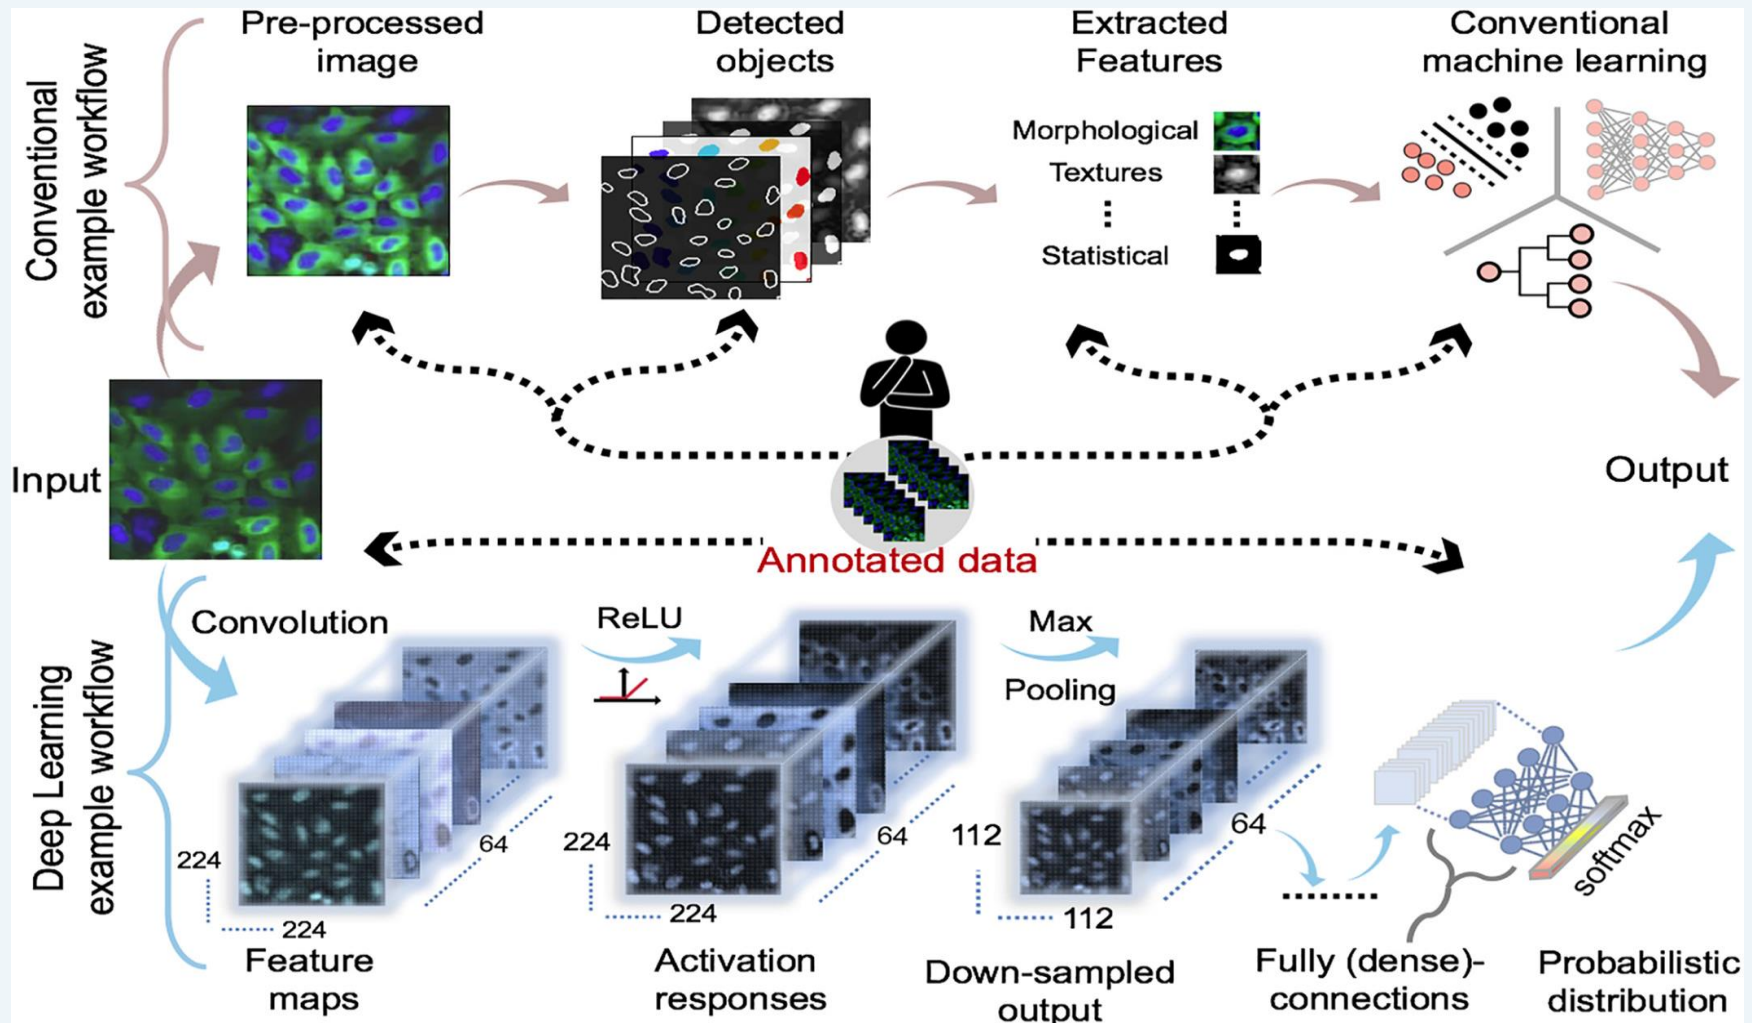 Conventional
example workflow
Pre-processed
image
Detected
objects
Extracted
Features
Morphological
Textures
Statistical
Conventional
machine learning
Input
Annotated data
Output
Deep Learning
example workflow
Convolution
224
224
64
Feature
maps
ReLU
224
224
64
Activation
responses
Max
Pooling
112
112
64
Down-sampled
output
Fully (dense)-
connections
softmax
Probabilistic
distribution